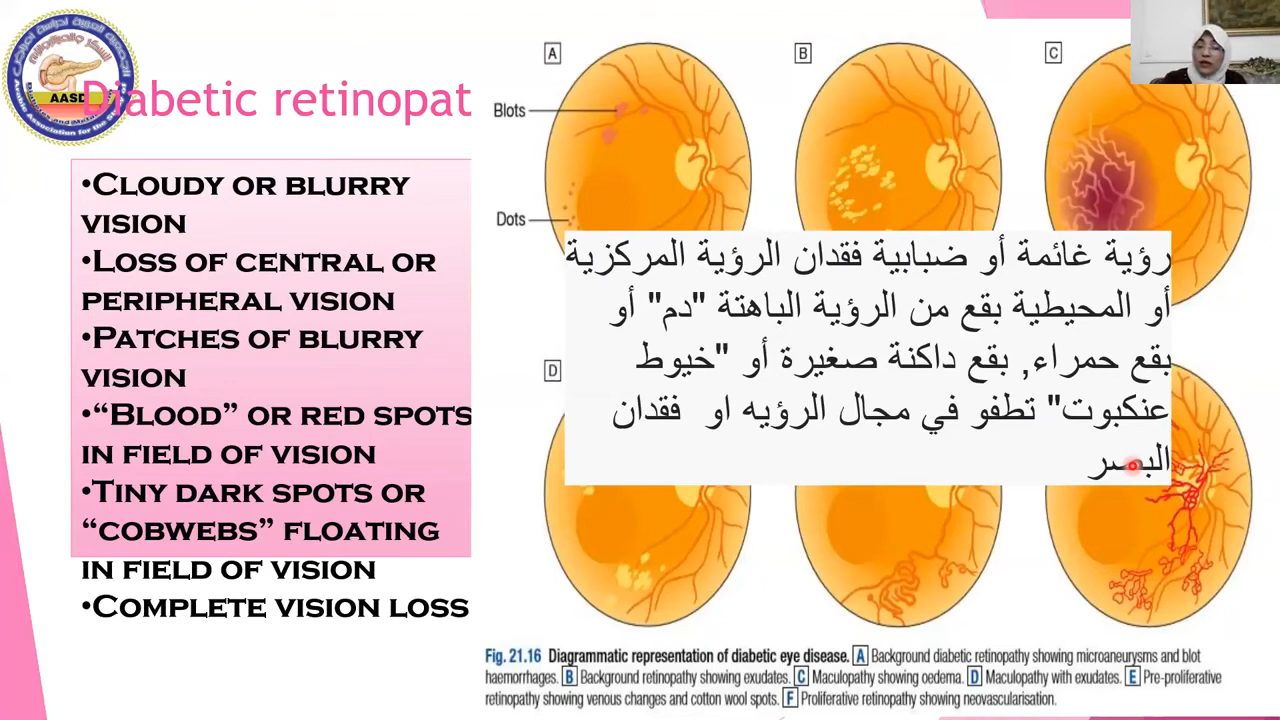 Diabetic retinopat
AASD
•CLOUDY OR BLURRY
VISION
•LOSS OF CENTRAL OR
PERIPHERAL VISION
•PATCHES OF BLURRY
VISION
•“BLOOD” OR RED SPOTS
IN FIELD OF VISION
•TINY DARK SPOTS OR
“COBWEBS” FLOATING
IN FIELD OF VISION
•COMPLETE VISION LOSS
A
B
C
Blots
Dots
D
رؤية غائمة أو ضبابية فقدان الرؤية المركزية
أو المحيطية بقع من الرؤية الباهتة "دم" أو
بقع حمراء, بقع داكنة صغيرة أو "خيوط
عنكبوت" تطفو في مجال الرؤيه او فقدان
البصر
Fig. 21.16 Diagrammatic representation of diabetic eye disease. A Background diabetic retinopathy showing microaneurysms and blot
haemorrhages. B Background retinopathy showing exudates. C Maculopathy showing oedema. D Maculopathy with exudates. E Pre-proliferative
retinopathy showing venous changes and cotton wool spots. F Proliferative retinopathy showing neovascularisation.